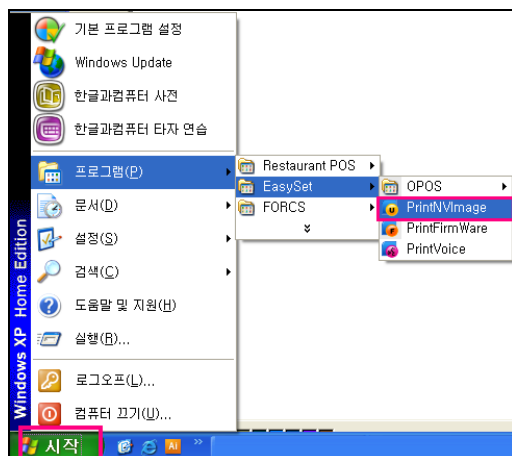 기본 프로그램 설정
Windows Update
한글과컴퓨터 사전
한글과컴퓨터 타자 연습
프로그램(P)
문서(D)
설정(S)
검색(C)
도움말 및 지원(H)
실행(R)...
로그오프(L)...
컴퓨터 끄기(U)...
Windows XP Home Edition
Restaurant POS
EasySet
FORCS
OPOS
PrintNVImage
PrintFirmWare
PrintVoice
시작